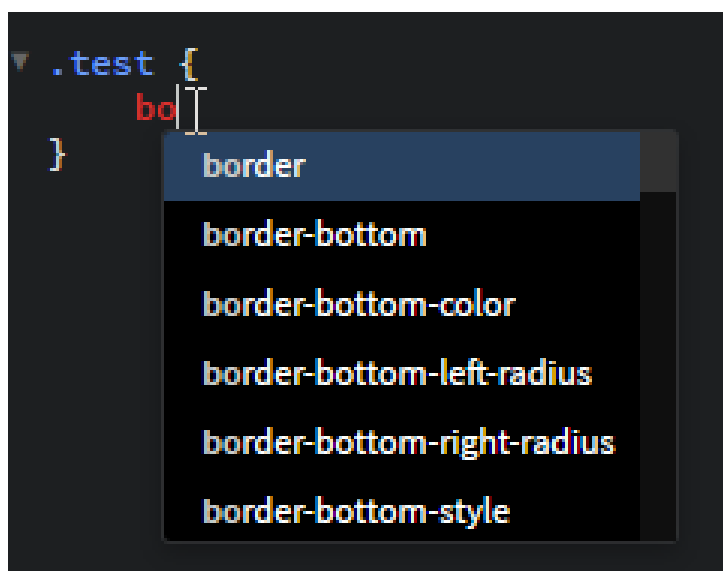 .test {
bo
}
border
border-bottom
border-bottom-color
border-bottom-left-radius
border-bottom-right-radius
border-bottom-style